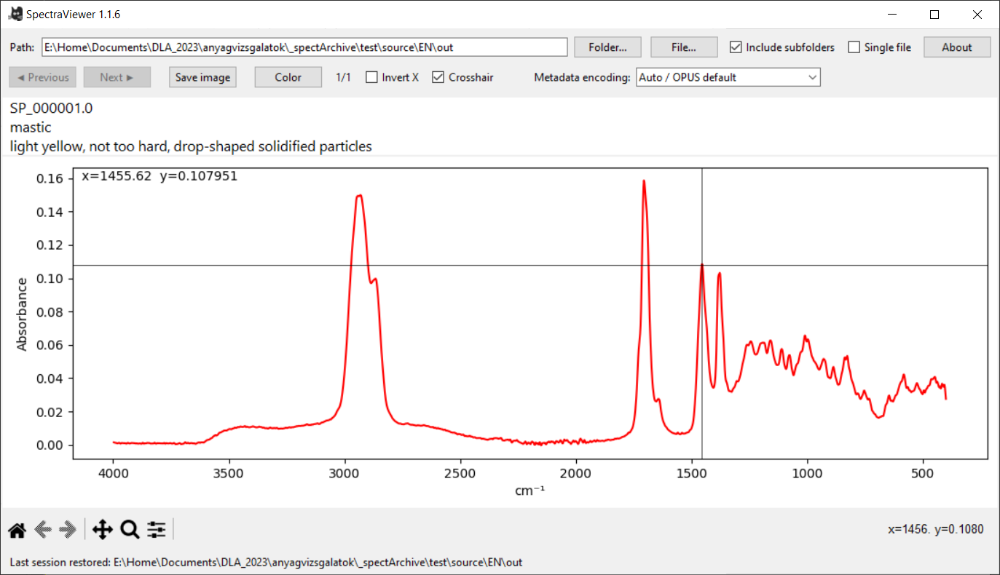 SpectraViewer 1.1.6
Path: E:\Home\Documents\DLA_2023\anyagvizsgalatok\_spectArchive\test\source\EN\out Folder... File... Include subfolders Single file About
◄ Previous Next ► Save image Color 1/1 Invert X Crosshair Metadata encoding: Auto / OPUS default
SP_000001.0
mastic
light yellow, not too hard, drop-shaped solidified particles
x=1455.62 y=0.107951
0.16
0.14
0.12
0.10
0.08
0.06
0.04
0.02
0.00
Absorbance
4000 3500 3000 2500 2000 1500 1000 500
cm⁻¹
x=1456. y=0.1080
Last session restored: E:\Home\Documents\DLA_2023\anyagvizsgalatok\_spectArchive\test\source\EN\out